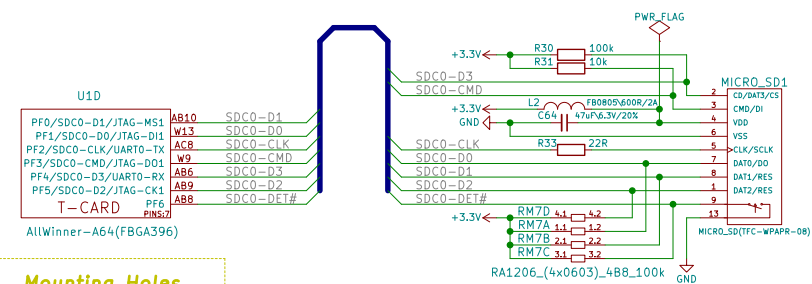 PWR_FLAG
+3.3V R30 100k
R31 10k
SDC0-D3
SDC0-CMD
MICRO_SD1
U1D
2 CD/DAT3/CS
L2 FB0805\600R/2A
3 CMD/DI
+3.3V
4 VDD
C64 47uF\6.3V/20%
GND
6 VSS
PF0/SDC0-D1/JTAG-MS1 AB10 SDC0-D1
PF1/SDC0-D0/JTAG-DI1 W13 SDC0-D0
PF2/SDC0-CLK/UART0-TX AC8 SDC0-CLK
PF3/SDC0-CMD/JTAG-DO1 W9 SDC0-CMD
PF4/SDC0-D3/UART0-RX AB6 SDC0-D3
PF5/SDC0-D2/JTAG-CK1 AB9 SDC0-D2
PF6 AB8 SDC0-DET#
T-CARD
PINS:7
AllWinner-A64(FBGA396)
SDC0-CLK R33 22R 5 CLK/SCLK
SDC0-D0 7 DAT0/DO
SDC0-D1 8 DAT1/RES
SDC0-D2 1 DAT2/RES
SDC0-DET# 9
+3.3V RM7D 4.1 4.2 13
RM7A 1.1 1.2
MICRO_SD(TFC-WPAPR-08)
RM7B 2.1 2.2
RM7C 3.1 3.2
RA1206_(4x0603)_4B8_100k
GND
Mounting Holes